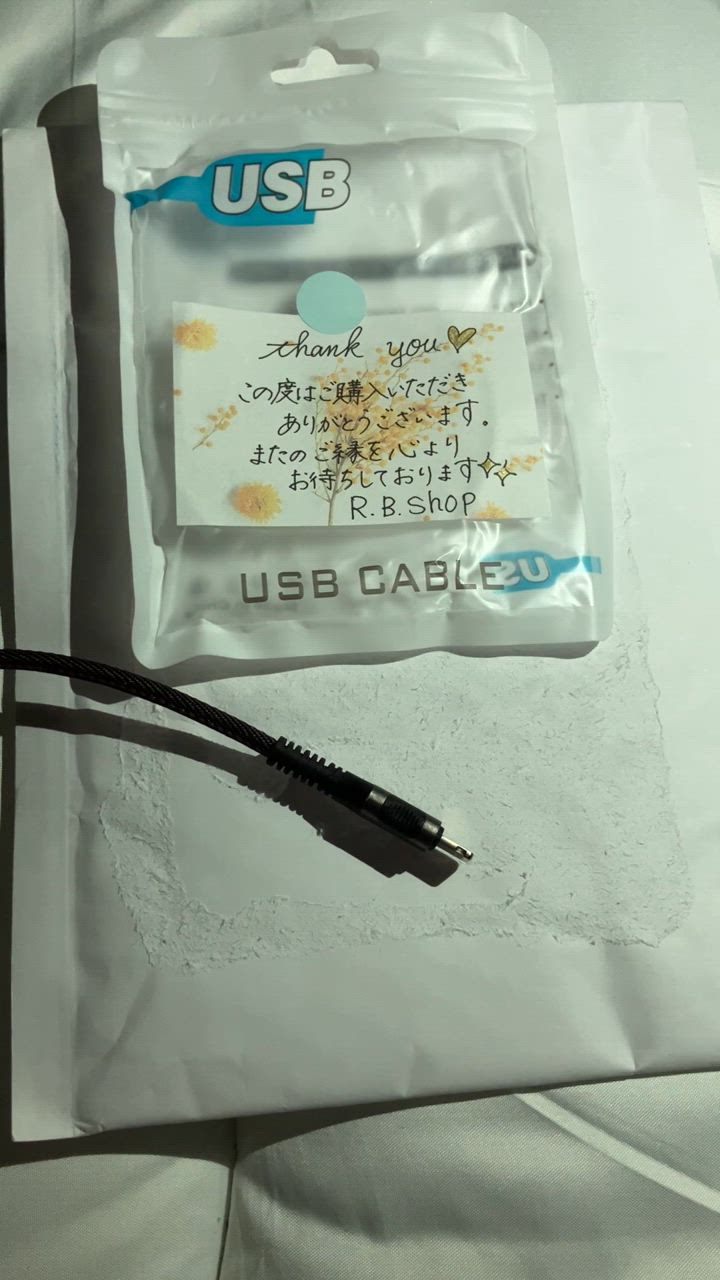 USB
thank you
この度はご購入いただき
ありがとうございます。
またのご縁を心より
お待ちしております
R.B.SHOP
USB CABLE